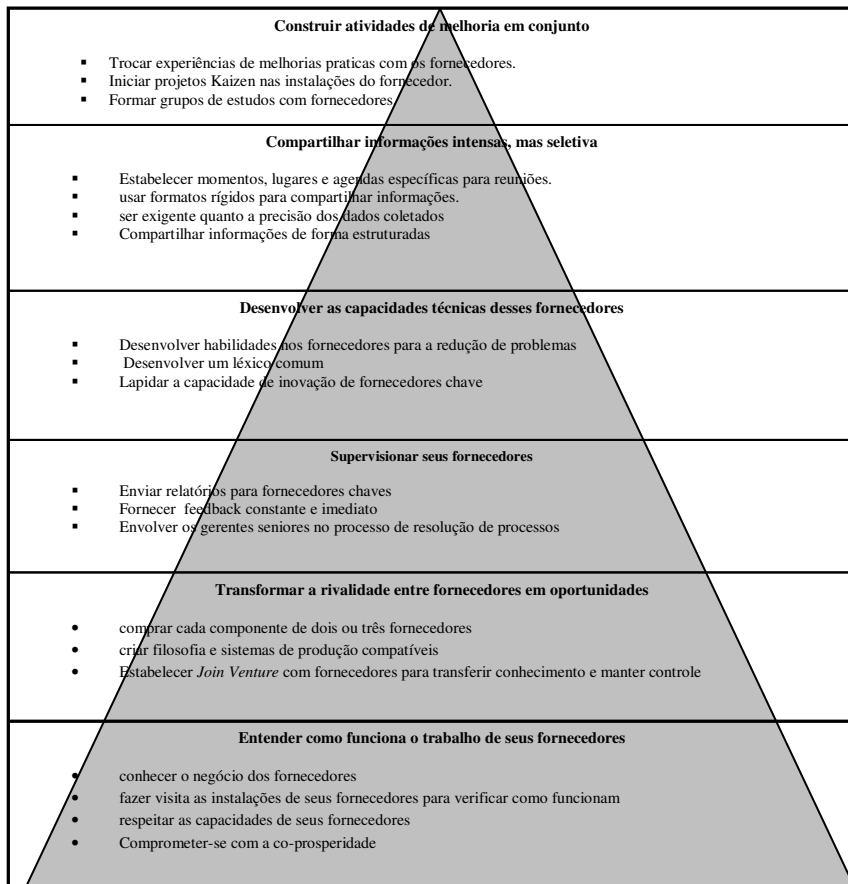 Construir atividades de melhoria em conjunto
▪ Trocar experiências de melhorias praticas com os fornecedores.
▪ Iniciar projetos Kaizen nas instalações do fornecedor.
▪ Formar grupos de estudos com fornecedores
Compartilhar informações intensas, mas seletiva
▪ Estabelecer momentos, lugares e agendas específicas para reuniões.
▪ usar formatos rígidos para compartilhar informações.
▪ ser exigente quanto a precisão dos dados coletados
▪ Compartilhar informações de forma estruturadas
Desenvolver as capacidades técnicas desses fornecedores
▪ Desenvolver habilidades nos fornecedores para a redução de problemas
▪ Desenvolver um léxico comum
▪ Lapidar a capacidade de inovação de fornecedores chave
Supervisionar seus fornecedores
▪ Enviar relatórios para fornecedores chaves
▪ Fornecer feedback constante e imediato
▪ Envolver os gerentes seniores no processo de resolução de processos
Transformar a rivalidade entre fornecedores em oportunidades
• comprar cada componente de dois ou três fornecedores
• criar filosofia e sistemas de produção compatíveis
• Estabelecer Join Venture com fornecedores para transferir conhecimento e manter controle
Entender como funciona o trabalho de seus fornecedores
• conhecer o negócio dos fornecedores
• fazer visita as instalações de seus fornecedores para verificar como funcionam
• respeitar as capacidades de seus fornecedores
• Comprometer-se com a co-prosperidade